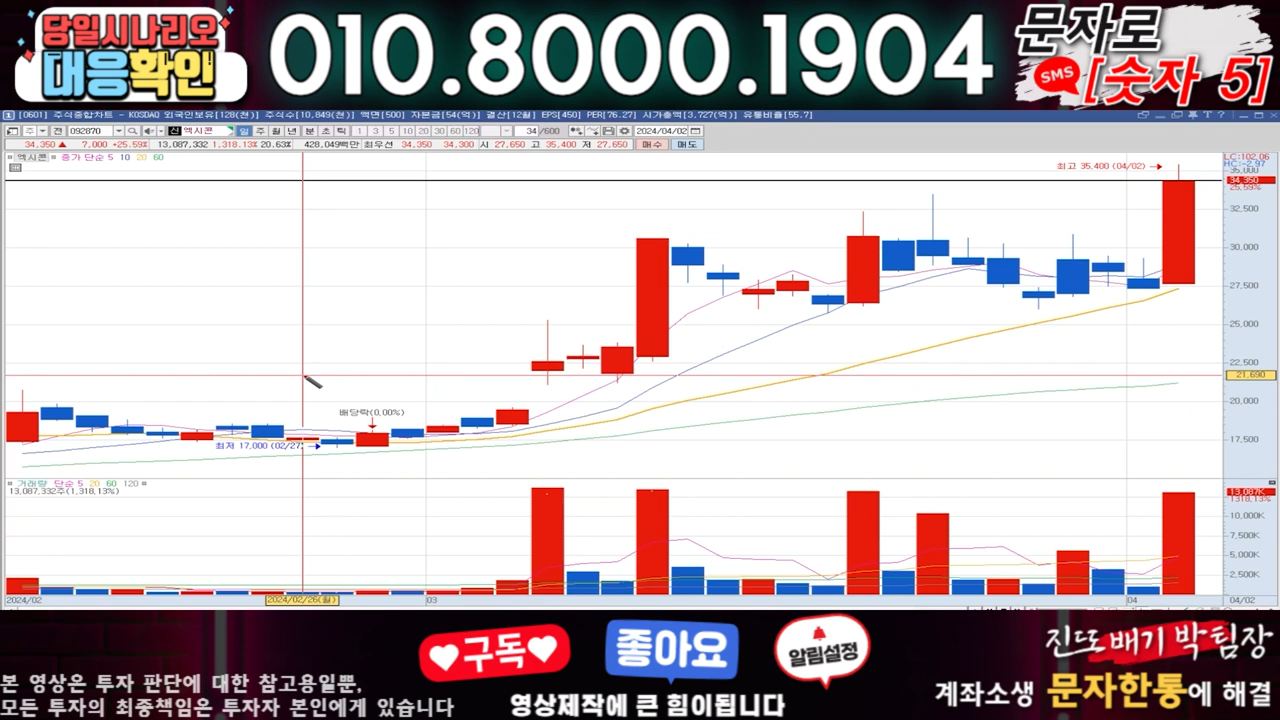 당일시나리오
대응확인
010.8000.1904
문자로
SMS [숫자 5]
[0601] 주식종합차트 - KOSDAQ 외국인보유[128(천)] 주식수[10,849(천)] 액면[500] 자본금[54(억)] 결산[12월] EPS[450] PER[76.27] 시가총액[3,727(억)] 유통비율[55.7]
주 전 092870 신 엑시콘 일 주 월 년 분 초 틱 1 3 5 10 20 30 60 120 34 /600 2024/04/02
34,350 ▲ 7,000 +25.59% 13,087,332 1,318.13% 20.63% 428,049백만 최우선 34,350 34,300 시 27,650 고 35,400 저 27,650 매수 매도
엑시콘 종가 단순 5 10 20 60
LC:102.06
HC:-2.97
최고 35,400 (04/02)
35,000
34,350
25.59%
32,500
30,000
27,500
25,000
22,500
21,690
20,000
17,500
배당락(0.00%)
최저 17,000 (02/27)
거래량 단순 5 20 60 120
13,087,332주(1,318.13%)
13,087K
1318.13%
10,000K
7,500K
5,000K
2,500K
2024/02 2024/02/26(월) 03 04 04/02
구독
좋아요
알림설정
영상제작에 큰 힘이됩니다
본 영상은 투자 판단에 대한 참고용일뿐,
모든 투자의 최종책임은 투자자 본인에게 있습니다
진또배기 박팀장
계좌소생 문자한통에 해결